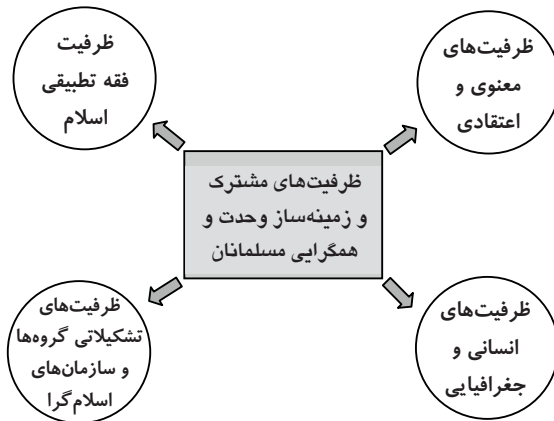 ظرفیت‌های
معنوی و
اعتقادی
ظرفیت
فقه تطبیقی
اسلام
ظرفیت‌های مشترک
و زمینه‌ساز وحدت و
همگرایی مسلمانان
ظرفیت‌های
انسانی و
جغرافیایی
ظرفیت‌های
تشکیلاتی گروه‌ها
و سازمان‌های
اسلام‌گرا